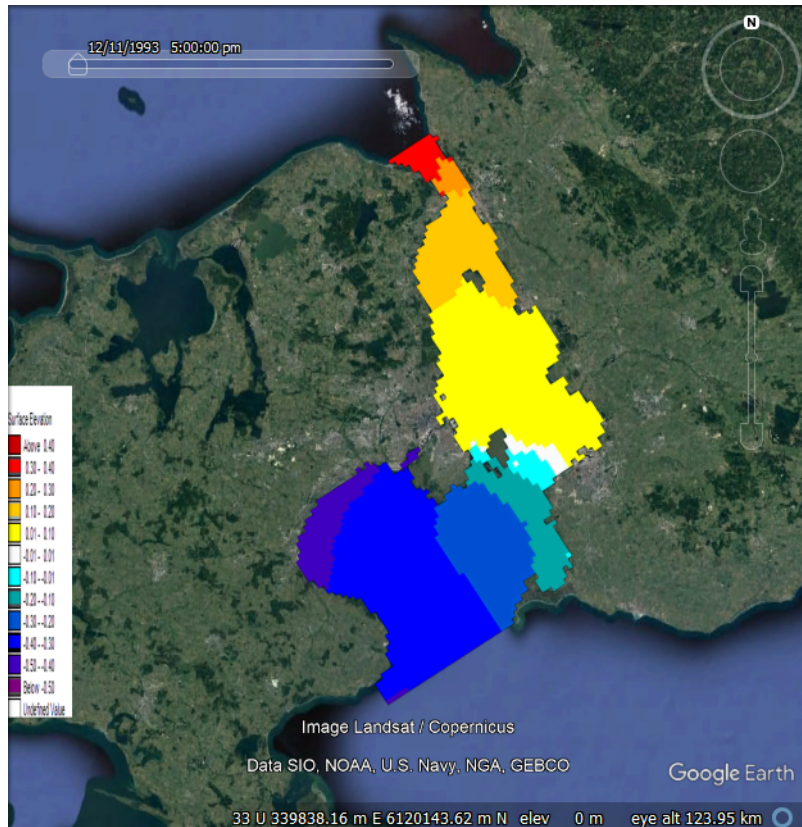 12/11/1993 5:00:00 pm
N
Surface Elevation
Above 0.40
0.30 - 0.40
0.20 - 0.30
0.10 - 0.20
0.01 - 0.10
-0.01 - 0.01
-0.10 - -0.01
-0.20 - -0.10
-0.30 - -0.20
-0.40 - -0.30
-0.50 - -0.40
Below -0.50
Undefined Value
Image Landsat / Copernicus
Data SIO, NOAA, U.S. Navy, NGA, GEBCO
Google Earth
33 U 339838.16 m E 6120143.62 m N elev 0 m eye alt 123.95 km